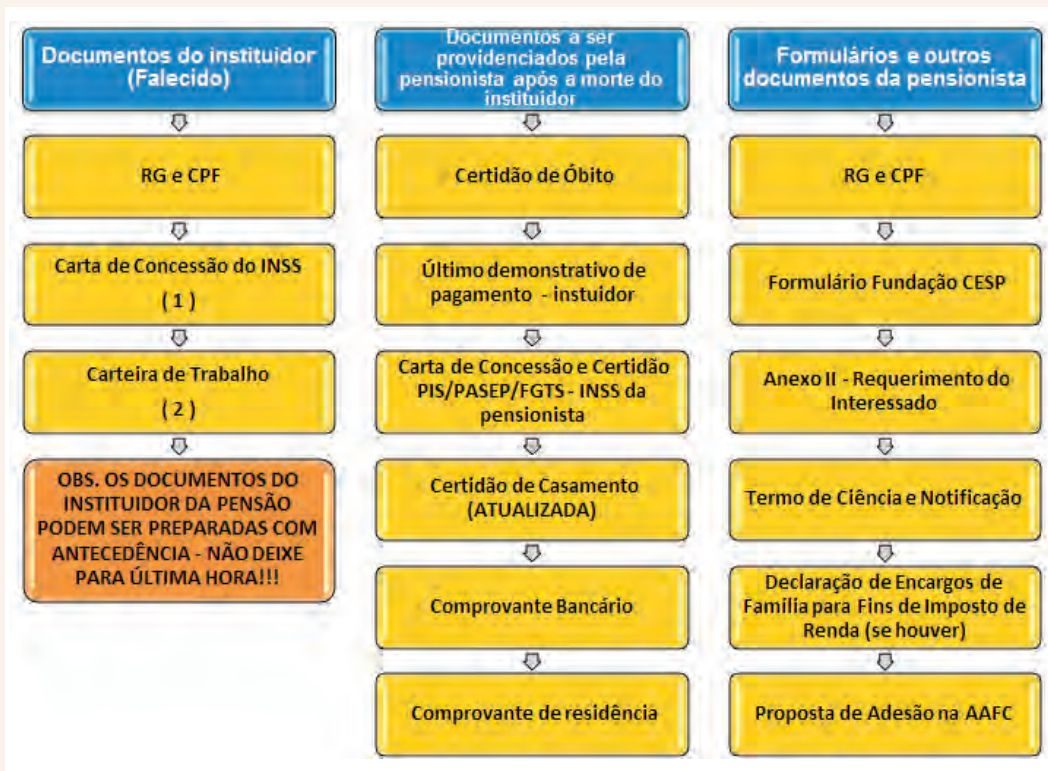 Documentos do instituidor
(Falecido)
RG e CPF
Carta de Concessão do INSS
( 1 )
Carteira de Trabalho
( 2 )
OBS. OS DOCUMENTOS DO
INSTITUIDOR DA PENSÃO
PODEM SER PREPARADAS COM
ANTECEDÊNCIA - NÃO DEIXE
PARA ÚLTIMA HORA!!!
Documentos a ser
providenciados pela
pensionista após a morte do
instituidor
Certidão de Óbito
Último demonstrativo de
pagamento - instuidor
Carta de Concessão e Certidão
PIS/PASEP/FGTS - INSS da
pensionista
Certidão de Casamento
(ATUALIZADA)
Comprovante Bancário
Comprovante de residência
Formulários e outros
documentos da pensionista
RG e CPF
Formulário Fundação CESP
Anexo II - Requerimento do
Interessado
Termo de Ciência e Notificação
Declaração de Encargos de
Família para Fins de Imposto de
Renda (se houver)
Proposta de Adesão na AAFC